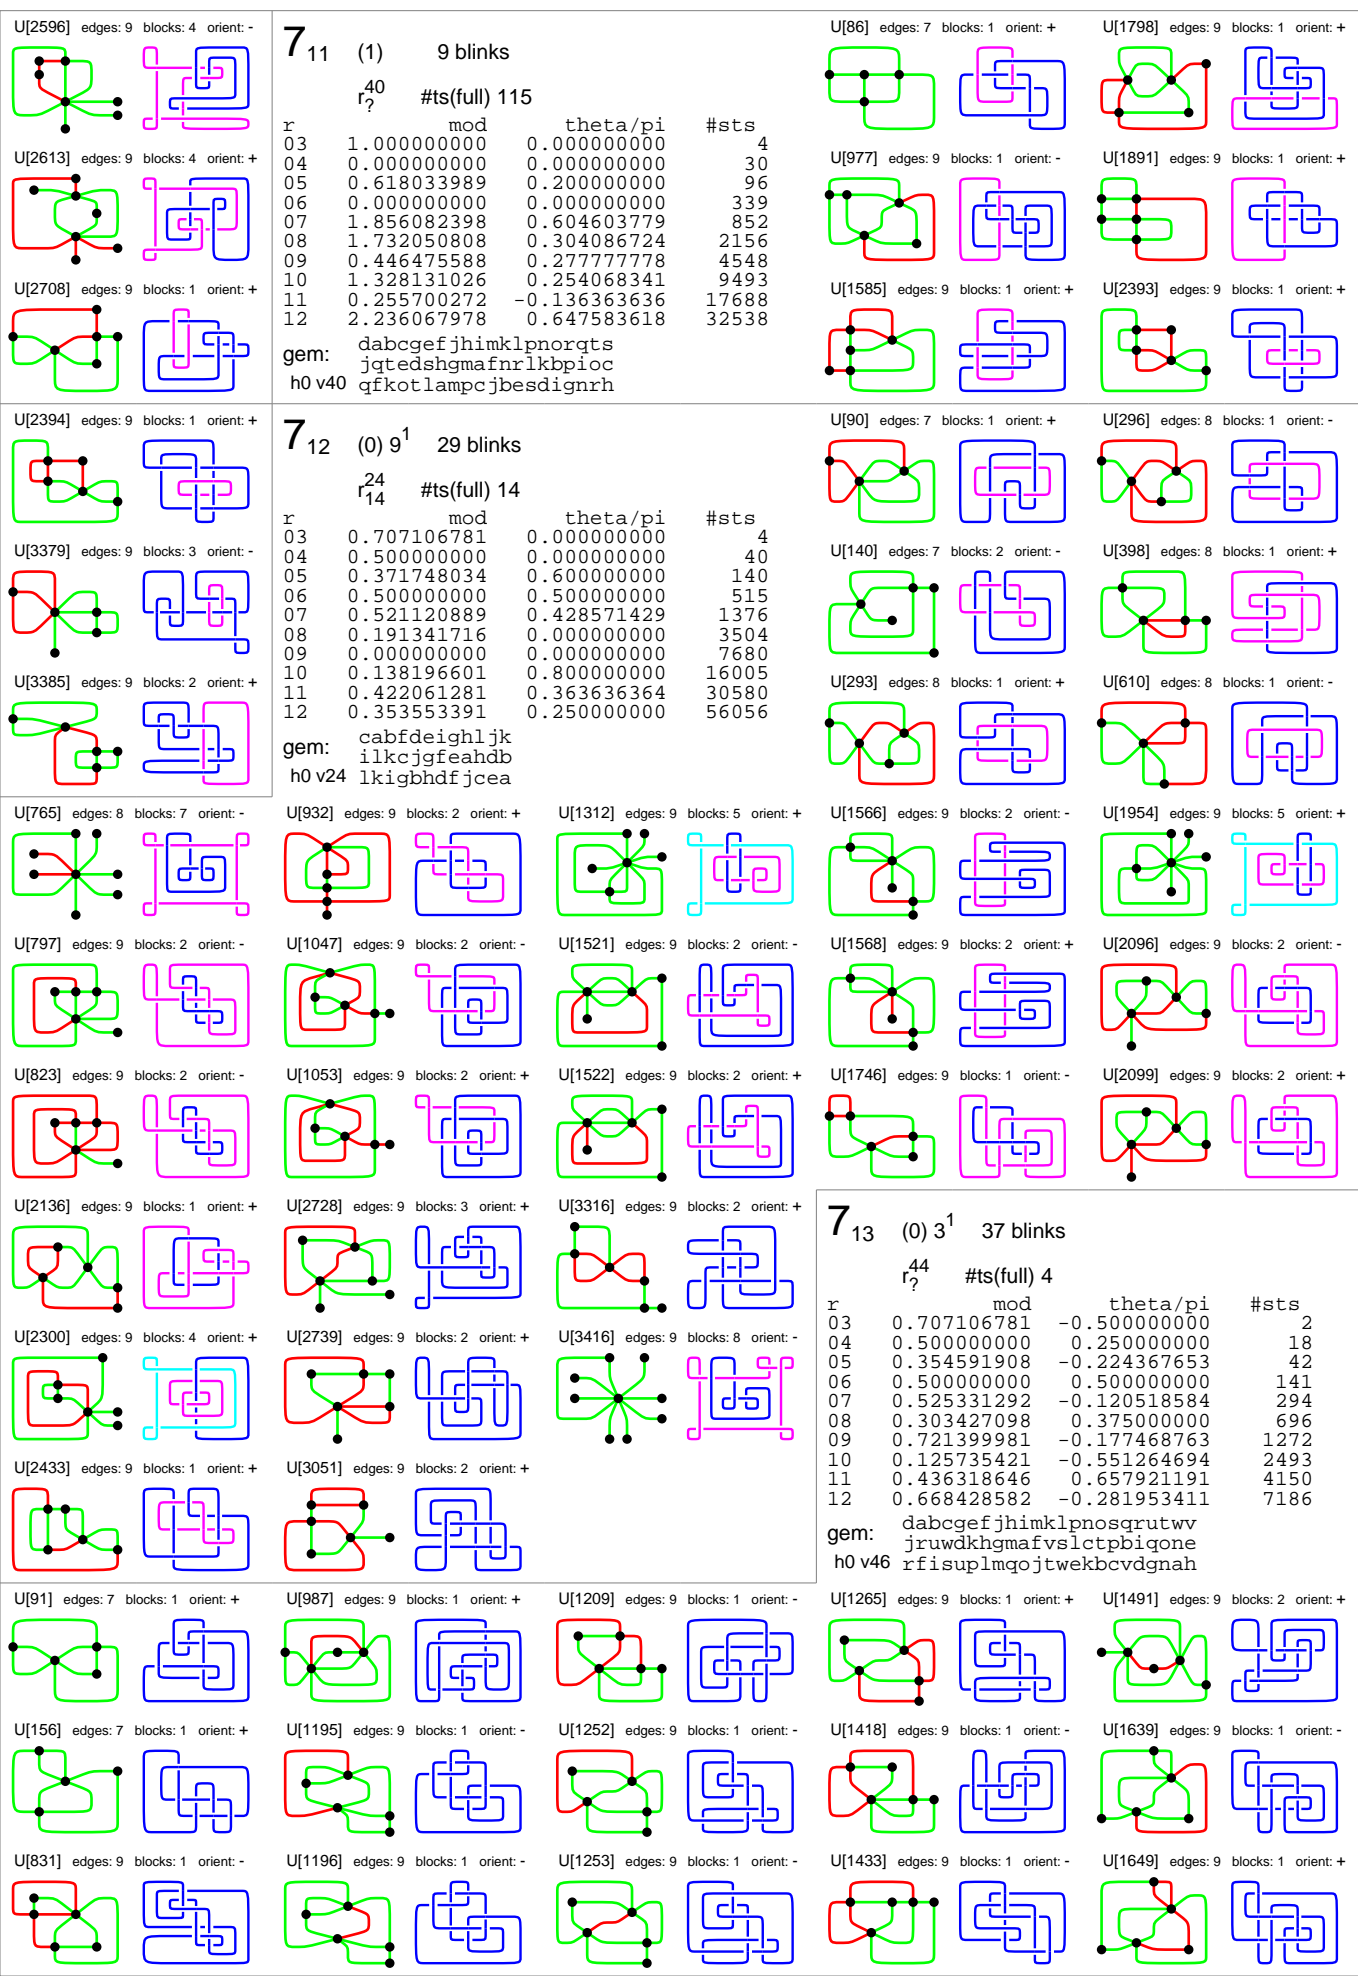 U[2596] edges: 9 blocks: 4 orient: -
U[2613] edges: 9 blocks: 4 orient: +
U[2708] edges: 9 blocks: 1 orient: +
7_11 (1) 9 blinks
r_?^40 #ts(full) 115
r mod theta/pi #sts
03 1.000000000 0.000000000 4
04 0.000000000 0.000000000 30
05 0.618033989 0.200000000 96
06 0.000000000 0.000000000 339
07 1.856082398 0.604603779 852
08 1.732050808 0.304086724 2156
09 0.446475588 0.277777778 4548
10 1.328131026 0.254068341 9493
11 0.255700272 -0.136363636 17688
12 2.236067978 0.647583618 32538
gem: dabcgefjhimklpnorqts
jqtedshgmafnrlkbpioc
h0 v40 qfkotlampcjbesdignrh
U[86] edges: 7 blocks: 1 orient: +
U[1798] edges: 9 blocks: 1 orient: +
U[977] edges: 9 blocks: 1 orient: -
U[1891] edges: 9 blocks: 1 orient: +
U[1585] edges: 9 blocks: 1 orient: +
U[2393] edges: 9 blocks: 1 orient: +
U[2394] edges: 9 blocks: 1 orient: +
U[3379] edges: 9 blocks: 3 orient: -
U[3385] edges: 9 blocks: 2 orient: +
7_12 (0) 9^1 29 blinks
r_14^24 #ts(full) 14
r mod theta/pi #sts
03 0.707106781 0.000000000 4
04 0.500000000 0.000000000 40
05 0.371748034 0.600000000 140
06 0.500000000 0.500000000 515
07 0.521120889 0.428571429 1376
08 0.191341716 0.000000000 3504
09 0.000000000 0.000000000 7680
10 0.138196601 0.800000000 16005
11 0.422061281 0.363636364 30580
12 0.353553391 0.250000000 56056
gem: cabfdeighljk
ilkcjgfeahdb
h0 v24 lkigbhdfjcea
U[90] edges: 7 blocks: 1 orient: +
U[296] edges: 8 blocks: 1 orient: -
U[140] edges: 7 blocks: 2 orient: -
U[398] edges: 8 blocks: 1 orient: +
U[293] edges: 8 blocks: 1 orient: +
U[610] edges: 8 blocks: 1 orient: -
U[765] edges: 8 blocks: 7 orient: -
U[932] edges: 9 blocks: 2 orient: +
U[1312] edges: 9 blocks: 5 orient: +
U[1566] edges: 9 blocks: 2 orient: -
U[1954] edges: 9 blocks: 5 orient: +
U[797] edges: 9 blocks: 2 orient: -
U[1047] edges: 9 blocks: 2 orient: -
U[1521] edges: 9 blocks: 2 orient: -
U[1568] edges: 9 blocks: 2 orient: +
U[2096] edges: 9 blocks: 2 orient: -
U[823] edges: 9 blocks: 2 orient: -
U[1053] edges: 9 blocks: 2 orient: +
U[1522] edges: 9 blocks: 2 orient: +
U[1746] edges: 9 blocks: 1 orient: -
U[2099] edges: 9 blocks: 2 orient: +
U[2136] edges: 9 blocks: 1 orient: +
U[2728] edges: 9 blocks: 3 orient: +
U[3316] edges: 9 blocks: 2 orient: +
U[2300] edges: 9 blocks: 4 orient: +
U[2739] edges: 9 blocks: 2 orient: +
U[3416] edges: 9 blocks: 8 orient: -
U[2433] edges: 9 blocks: 1 orient: +
U[3051] edges: 9 blocks: 2 orient: +
7_13 (0) 3^1 37 blinks
r_?^44 #ts(full) 4
r mod theta/pi #sts
03 0.707106781 -0.500000000 2
04 0.500000000 0.250000000 18
05 0.354591908 -0.224367653 42
06 0.500000000 0.500000000 141
07 0.525331292 -0.120518584 294
08 0.303427098 0.375000000 696
09 0.721399981 -0.177468763 1272
10 0.125735421 -0.551264694 2493
11 0.436318646 0.657921191 4150
12 0.668428582 -0.281953411 7186
gem: dabcgefjhimklpnosqrutwv
jruwdkhgmafvslctpbiqone
h0 v46 rfisuplmqojtwekbcvdgnah
U[91] edges: 7 blocks: 1 orient: +
U[987] edges: 9 blocks: 1 orient: +
U[1209] edges: 9 blocks: 1 orient: -
U[1265] edges: 9 blocks: 1 orient: +
U[1491] edges: 9 blocks: 2 orient: +
U[156] edges: 7 blocks: 1 orient: +
U[1195] edges: 9 blocks: 1 orient: -
U[1252] edges: 9 blocks: 1 orient: -
U[1418] edges: 9 blocks: 1 orient: -
U[1639] edges: 9 blocks: 1 orient: -
U[831] edges: 9 blocks: 1 orient: -
U[1196] edges: 9 blocks: 1 orient: -
U[1253] edges: 9 blocks: 1 orient: -
U[1433] edges: 9 blocks: 1 orient: -
U[1649] edges: 9 blocks: 1 orient: +